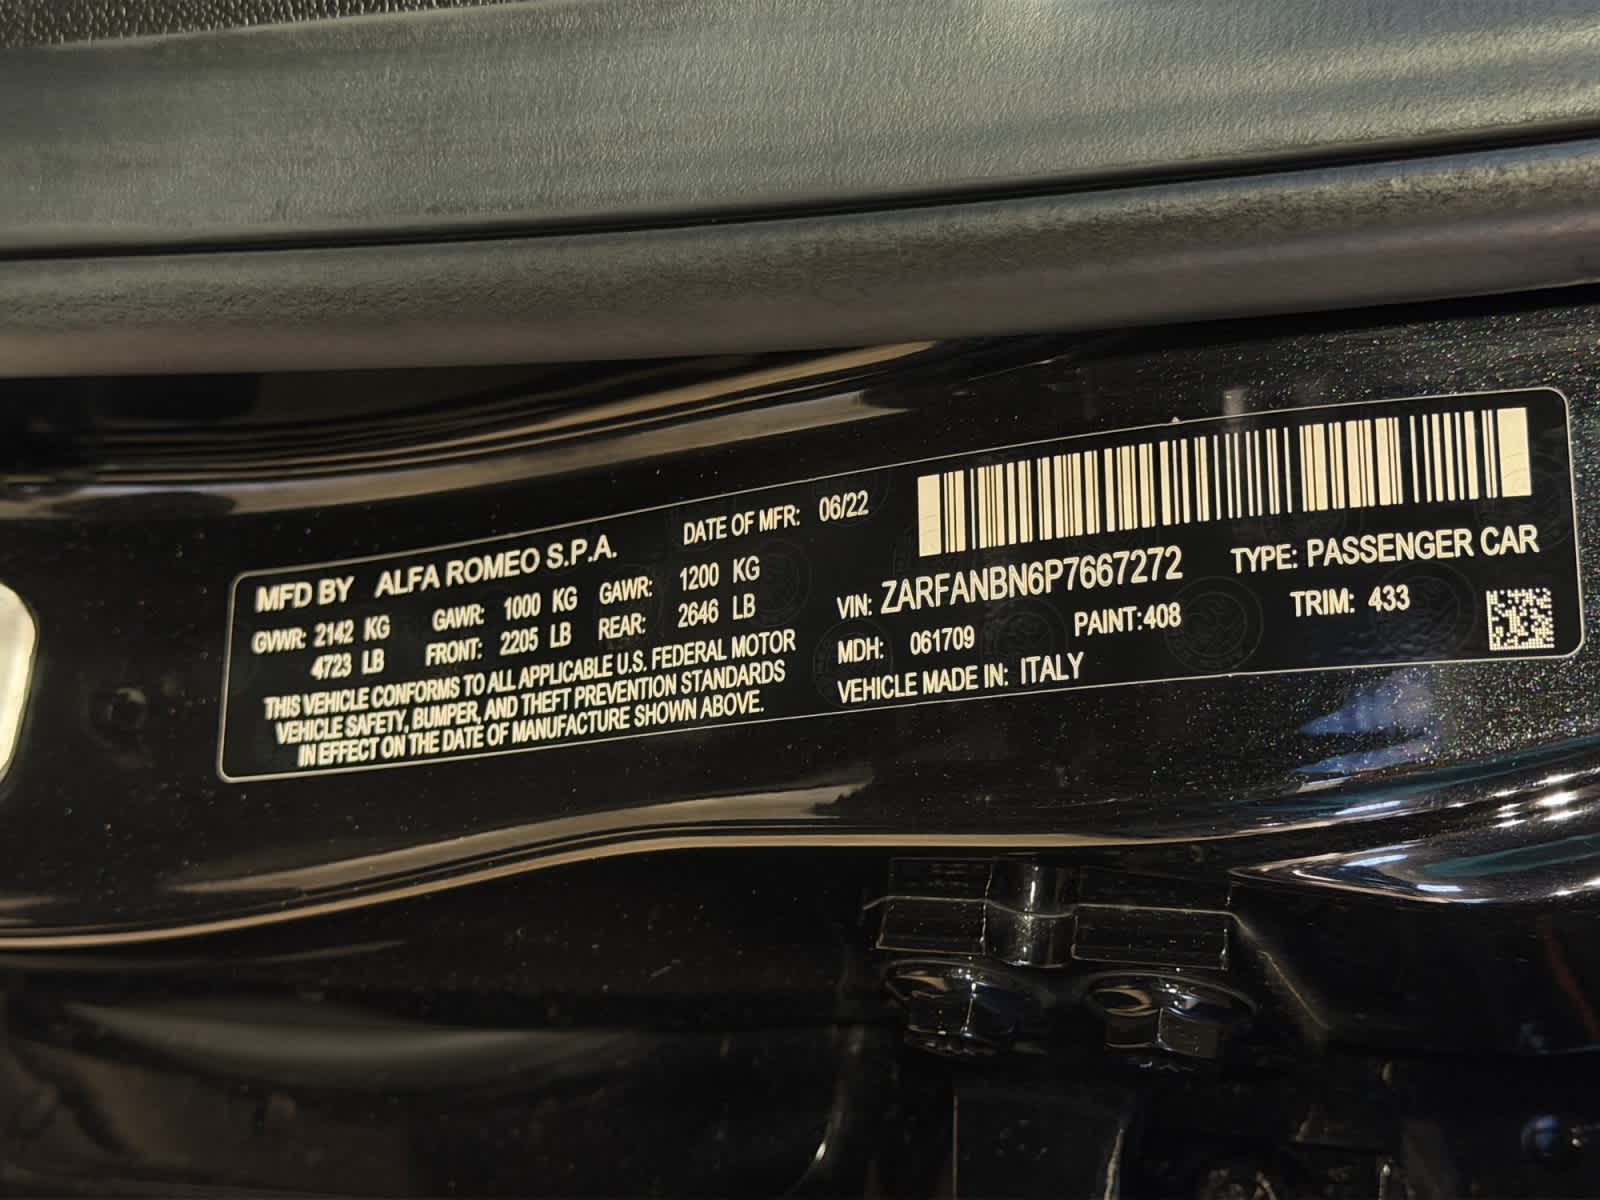 MFD BY ALFA ROMEO S.P.A. DATE OF MFR: 06/22
GVWR: 2142 KG GAWR: 1000 KG GAWR: 1200 KG
4723 LB FRONT: 2205 LB REAR: 2646 LB
THIS VEHICLE CONFORMS TO ALL APPLICABLE U.S. FEDERAL MOTOR
VEHICLE SAFETY, BUMPER, AND THEFT PREVENTION STANDARDS
IN EFFECT ON THE DATE OF MANUFACTURE SHOWN ABOVE.
VIN: ZARFANBN6P7667272 TYPE: PASSENGER CAR
MDH: 061709 PAINT:408 TRIM: 433
VEHICLE MADE IN: ITALY